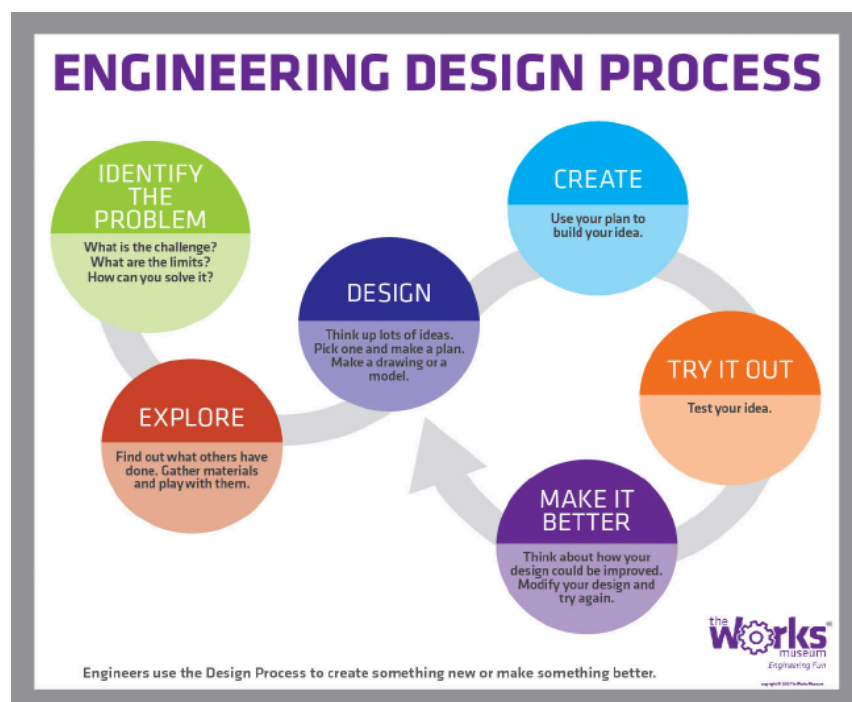 ENGINEERING DESIGN PROCESS
IDENTIFY
THE
PROBLEM
What is the challenge?
What are the limits?
How can you solve it?
EXPLORE
Find out what others have
done. Gather materials
and play with them.
DESIGN
Think up lots of ideas.
Pick one and make a plan.
Make a drawing or a
model.
CREATE
Use your plan to
build your idea.
TRY IT OUT
Test your idea.
MAKE IT
BETTER
Think about how your
design could be improved.
Modify your design and
try again.
the
Works
museum
Engineering Fun
Engineers use the Design Process to create something new or make something better.